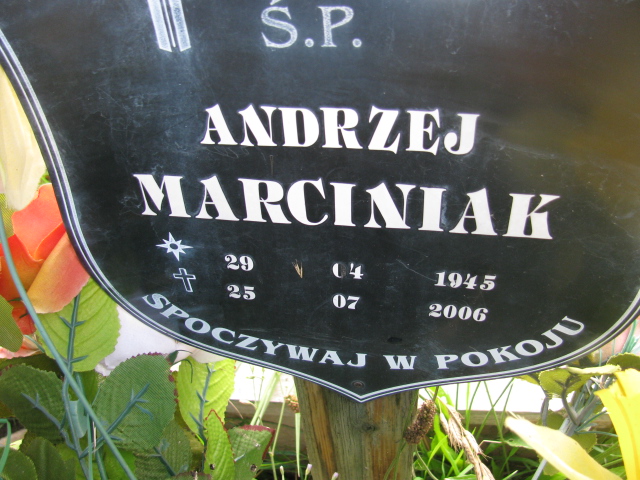 Ś.P.
ANDRZEJ
MARCINIAK
29 04 1945
25 07 2006
SPOCZYWAJ W POKOJU